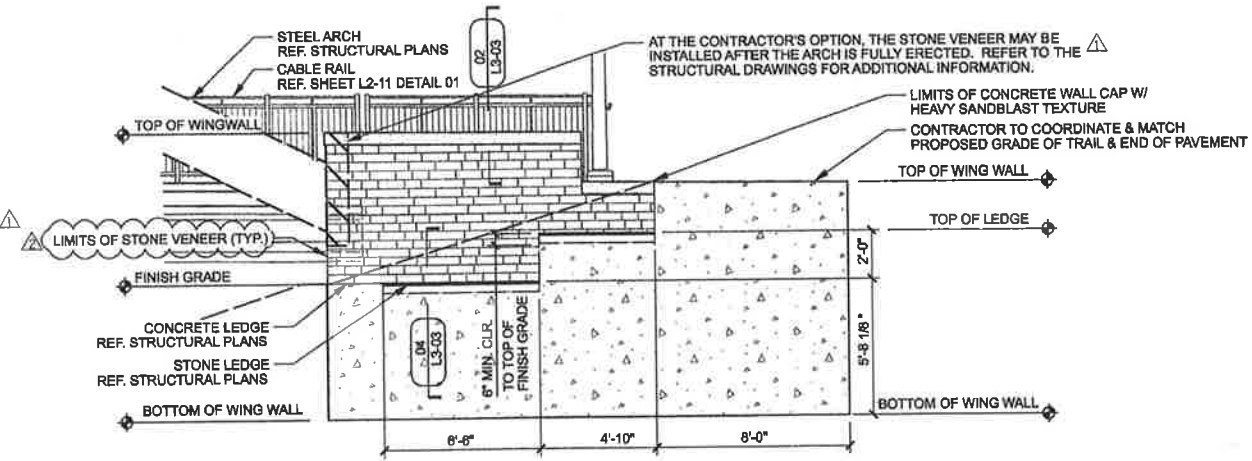 STEEL ARCH
REF. STRUCTURAL PLANS
CABLE RAIL
REF. SHEET L2-11 DETAIL 01
02
L3-03
AT THE CONTRACTOR'S OPTION, THE STONE VENEER MAY BE
INSTALLED AFTER THE ARCH IS FULLY ERECTED. REFER TO THE
STRUCTURAL DRAWINGS FOR ADDITIONAL INFORMATION.
1
LIMITS OF CONCRETE WALL CAP W/
HEAVY SANDBLAST TEXTURE
TOP OF WINGWALL
CONTRACTOR TO COORDINATE & MATCH
PROPOSED GRADE OF TRAIL & END OF PAVEMENT
TOP OF WING WALL
TOP OF LEDGE
1
2
LIMITS OF STONE VENEER (TYP.)
2'-0"
FINISH GRADE
CONCRETE LEDGE
REF. STRUCTURAL PLANS
STONE LEDGE
REF. STRUCTURAL PLANS
04
L3-03
6" MIN. CLR.
TO TOP OF
FINISH GRADE
5'-8 1/8"
BOTTOM OF WING WALL
BOTTOM OF WING WALL
6'-6"
4'-10"
8'-0"